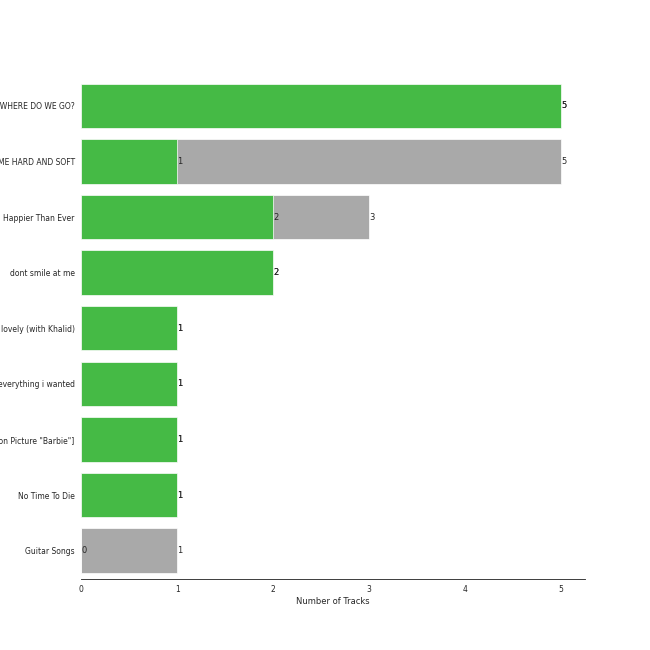 WHERE DO WE GO? 5
ME HARD AND SOFT 1 5
Happier Than Ever 2 3
dont smile at me 2
lovely (with Khalid) 1
everything i wanted 1
on Picture "Barbie"] 1
No Time To Die 1
Guitar Songs 0 1
0 1 2 3 4 5
Number of Tracks